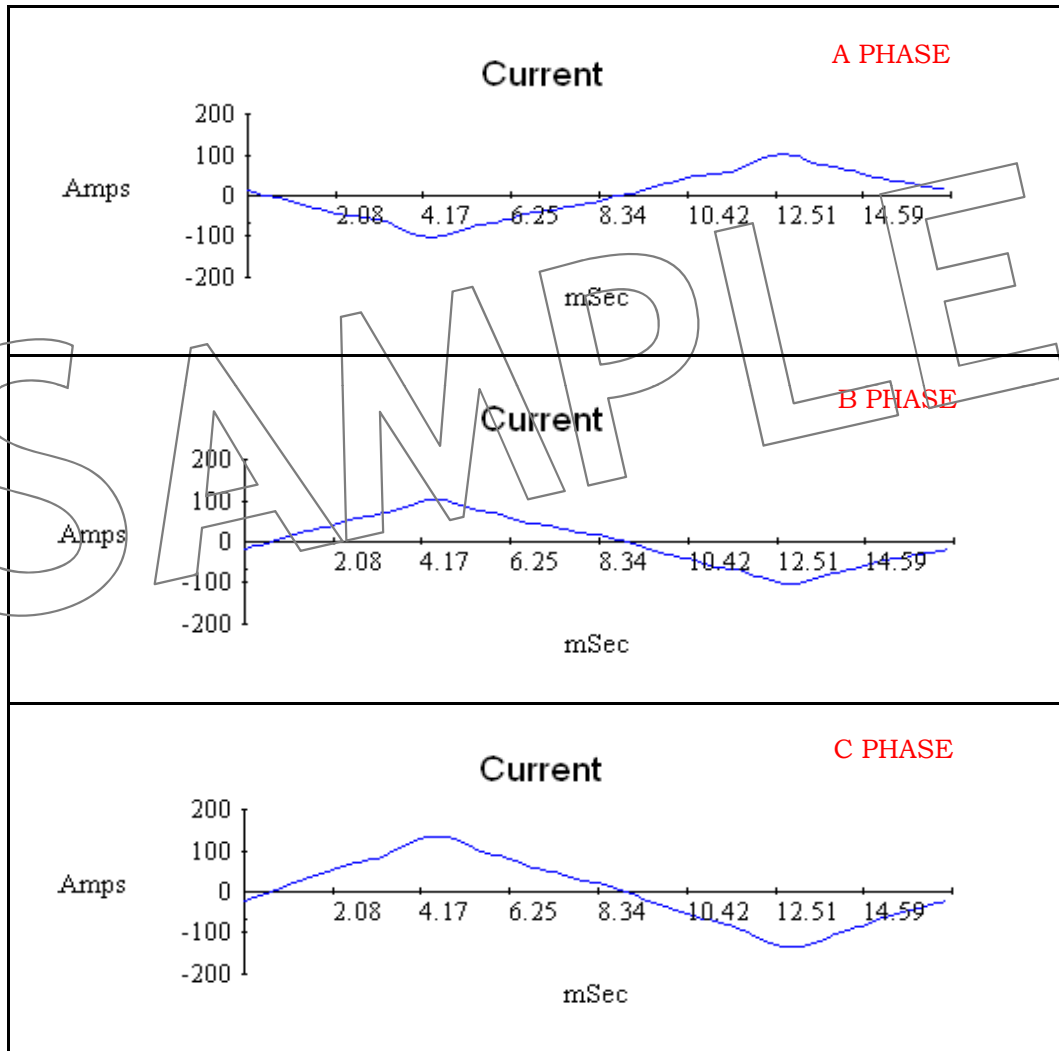 A PHASE
Current
200
100
Amps
0
2.08 4.17 6.25 8.34 10.42 12.51 14.59
-100
-200
mSec
SAMPLE
B PHASE
Current
200
100
Amps
0
2.08 4.17 6.25 8.34 10.42 12.51 14.59
-100
-200
mSec
C PHASE
Current
200
100
Amps
0
2.08 4.17 6.25 8.34 10.42 12.51 14.59
-100
-200
mSec